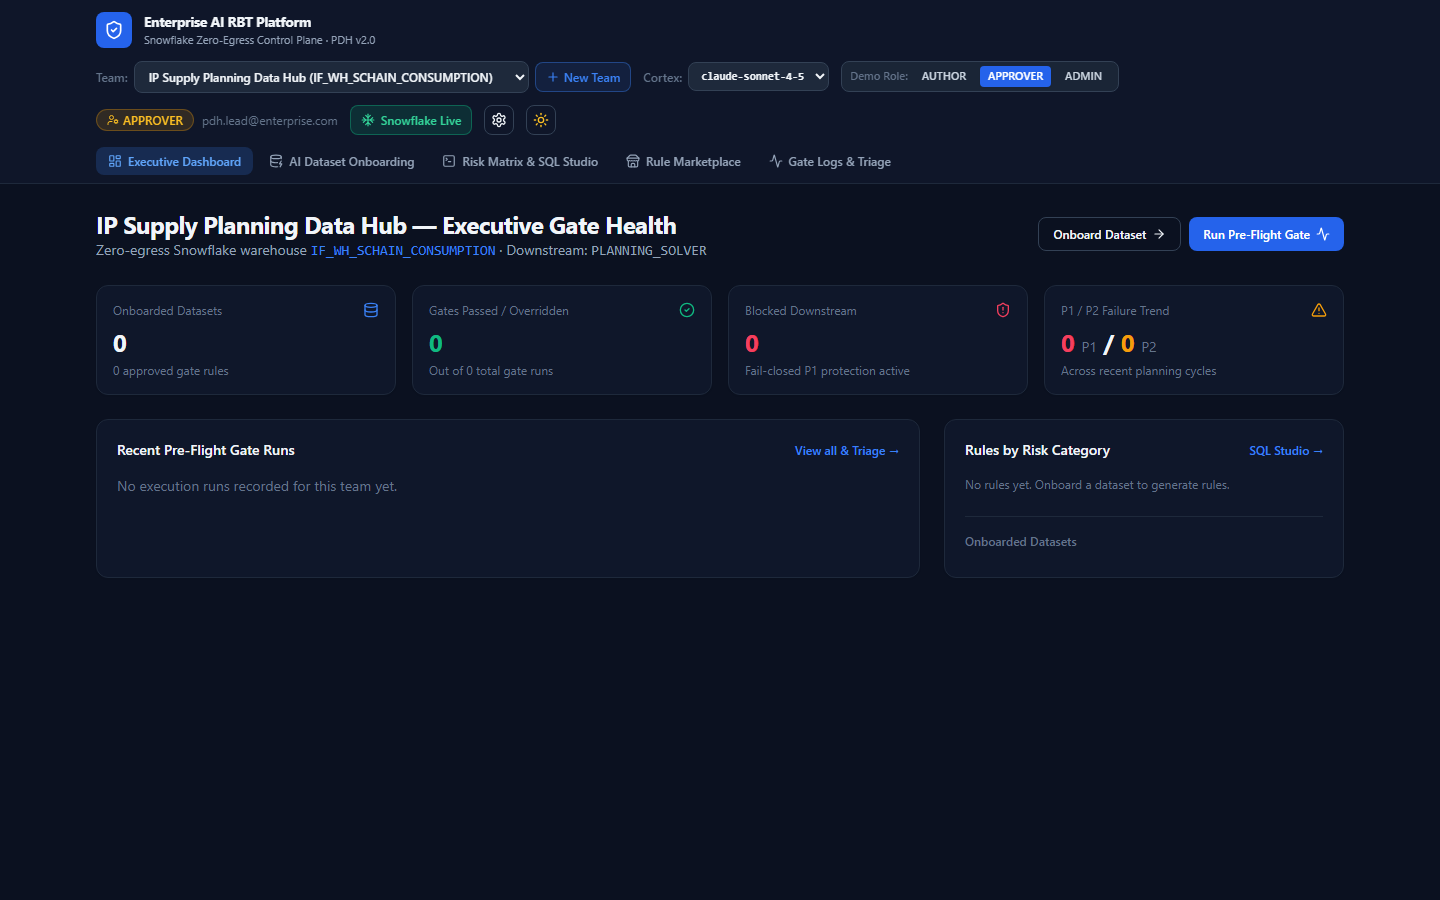 Enterprise AI RBT Platform
Snowflake Zero-Egress Control Plane · PDH v2.0
Team: IP Supply Planning Data Hub (IF_WH_SCHAIN_CONSUMPTION) + New Team Cortex: claude-sonnet-4-5 Demo Role: AUTHOR APPROVER ADMIN
APPROVER pdh.lead@enterprise.com Snowflake Live
Executive Dashboard AI Dataset Onboarding Risk Matrix & SQL Studio Rule Marketplace Gate Logs & Triage
IP Supply Planning Data Hub — Executive Gate Health
Zero-egress Snowflake warehouse IF_WH_SCHAIN_CONSUMPTION · Downstream: PLANNING_SOLVER
Onboard Dataset → Run Pre-Flight Gate
Onboarded Datasets
0
0 approved gate rules
Gates Passed / Overridden
0
Out of 0 total gate runs
Blocked Downstream
0
Fail-closed P1 protection active
P1 / P2 Failure Trend
0 P1 / 0 P2
Across recent planning cycles
Recent Pre-Flight Gate Runs View all & Triage →
No execution runs recorded for this team yet.
Rules by Risk Category SQL Studio →
No rules yet. Onboard a dataset to generate rules.
Onboarded Datasets